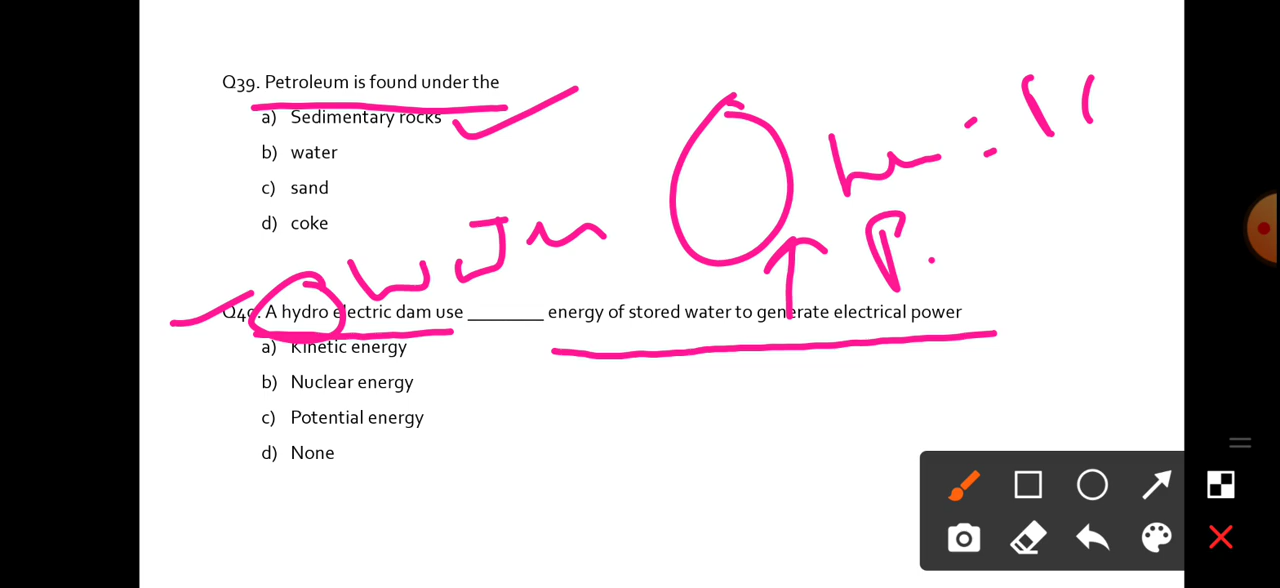 Q39. Petroleum is found under the
a) Sedimentary rocks
b) water
c) sand
d) coke
Q40. A hydro electric dam use ________ energy of stored water to generate electrical power
a) Kinetic energy
b) Nuclear energy
c) Potential energy
d) None